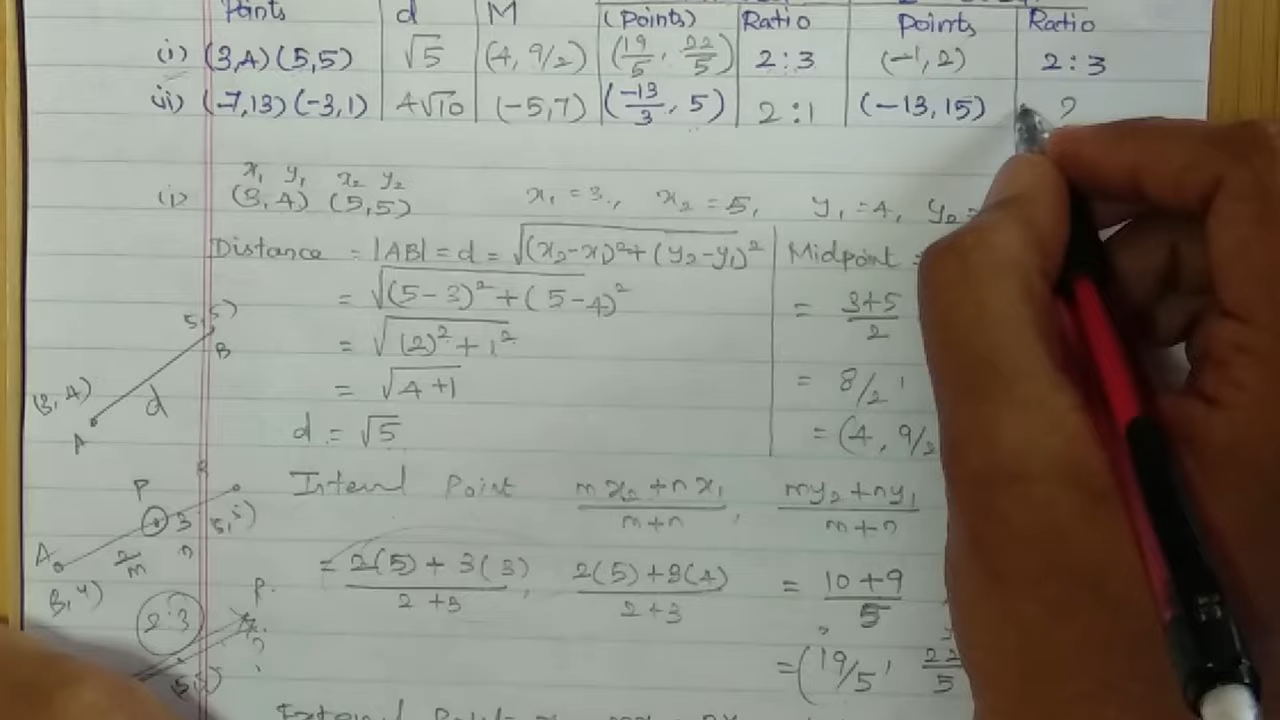 Points d M (Points) Ratio Points Ratio
(i) (3,4) (5,5) √5 (4, 9/2) (19/5, 22/5) 2:3 (-1, 2) 2:3
(ii) (-7,13) (-3,1) 4√10 (-5,7) (-13/3, 5) 2:1 (-13, 15) ?
x₁ y₁ x₂ y₂
(i) (3,4) (5,5) x₁ = 3, x₂ = 5, y₁ = 4, y₂ =
Distance = |AB| = d = √(x₂-x₁)²+(y₂-y₁)² Midpoint =
= √(5-3)²+(5-4)² = 3+5/2
= √(2)²+1²
= √4+1 = 8/2,
d = √5 = (4, 9/2
5,5)
B
(3,4)
d
A
Internal Point mx₂+nx₁/m+n, my₂+ny₁/m+n
P
3
5,5)
A
2/m
n
3,4)
= 2(5)+3(3)/2+3, 2(5)+3(4)/2+3 = 10+9/5,
2:3
P.
?
5,5)
= (19/5, 22/5
External Point